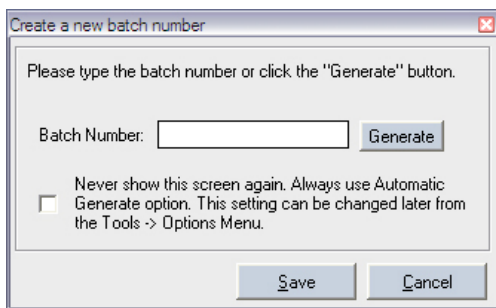 Create a new batch number
Please type the batch number or click the "Generate" button.
Batch Number: Generate
Never show this screen again. Always use Automatic
Generate option. This setting can be changed later from
the Tools -> Options Menu.
Save Cancel